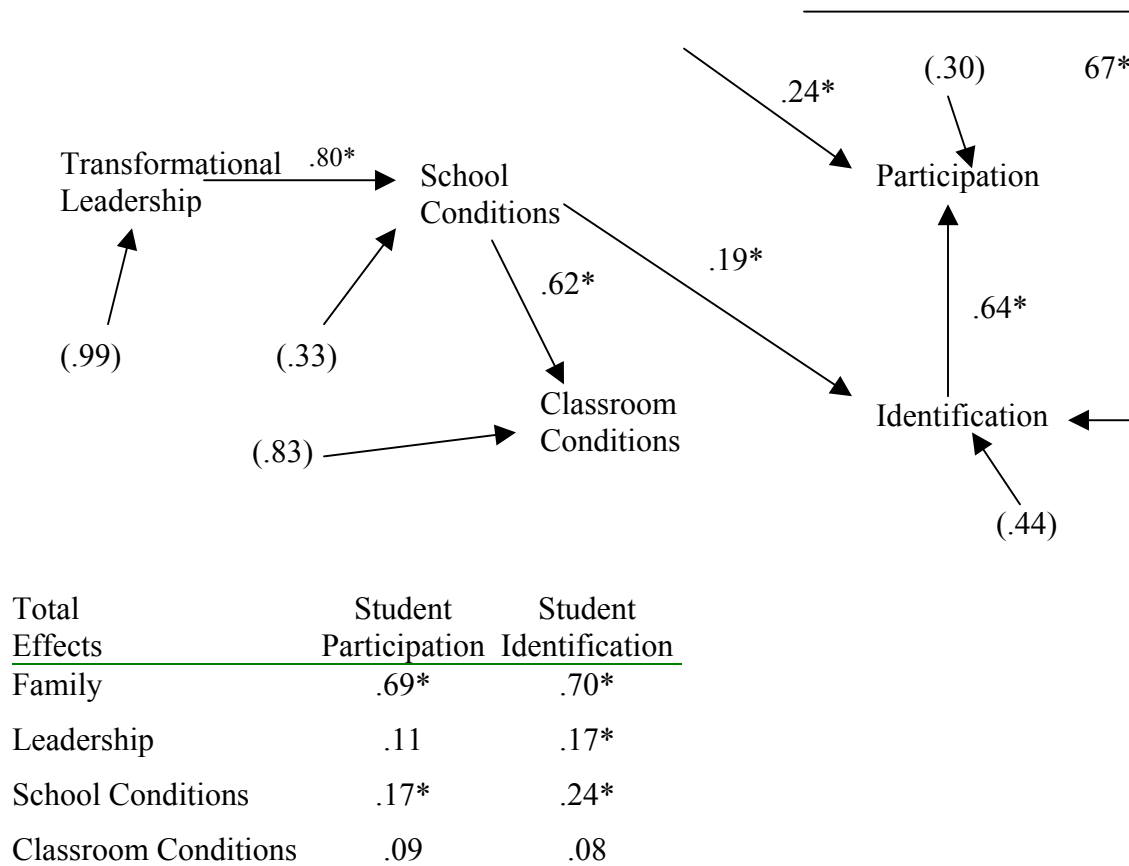 (.30) 67*
.24*
Transformational .80* School Participation
Leadership Conditions
.19*
.62*
.64*
(.99) (.33)
Classroom Identification
Conditions
(.83)
(.44)
Total Student Student
Effects Participation Identification
Family .69* .70*
Leadership .11 .17*
School Conditions .17* .24*
Classroom Conditions .09 .08